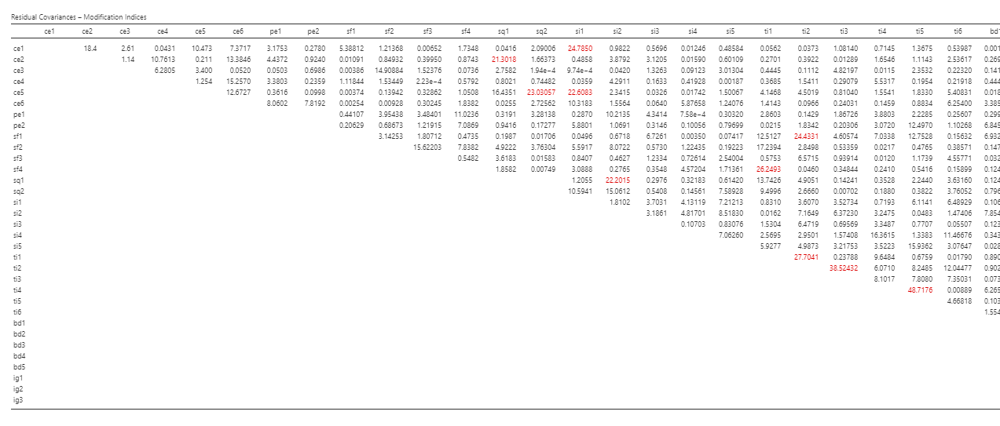 Residual Covariances – Modification Indices
ce1 ce2 ce3 ce4 ce5 ce6 pe1 pe2 sf1 sf2 sf3 sf4 sq1 sq2 si1 si2 si3 si4 si5 ti1 ti2 ti3 ti4 ti5 ti6 bd
ce1 18.4 2.61 0.0431 10.473 7.3717 3.1753 0.2780 5.38812 1.21368 0.00652 1.7348 0.0416 2.09006 24.7850 0.9822 0.5696 0.01246 0.48584 0.0562 0.0373 1.08140 0.7145 1.3675 0.53987 0.001
ce2 1.14 10.7613 0.211 13.3846 4.4372 0.9240 0.01091 0.84932 0.39950 0.8743 21.3018 1.66373 0.4858 3.8792 3.1205 0.01590 0.60109 0.2701 0.3922 0.01289 1.6546 1.1143 2.53617 0.269
ce3 6.2805 3.400 0.0520 0.0503 0.6986 0.00386 14.90884 1.52376 0.0736 2.7582 1.94e−4 9.74e−4 0.0420 1.3263 0.09123 3.01304 0.4445 0.1112 4.82197 0.0115 2.3532 0.22320 0.141
ce4 1.254 15.2570 3.3803 0.2359 1.11844 1.53449 2.23e−4 0.5792 0.8021 0.74482 0.0359 4.2911 0.1633 0.41928 0.00187 0.3685 1.5411 0.29079 5.5317 0.1954 0.21918 0.444
ce5 12.6727 0.3616 0.0998 0.00374 0.13942 0.32862 1.0508 16.4351 23.03057 22.6083 2.3415 0.0326 0.01742 1.50067 4.1468 4.5019 0.81040 1.5541 1.8330 5.40831 0.018
ce6 8.0602 7.8192 0.00254 0.00928 0.30245 1.8382 0.0255 2.72562 10.3183 1.5564 0.0640 5.87658 1.24076 1.4143 0.0966 0.24031 0.1459 0.8834 6.25400 3.385
pe1 0.44107 3.95438 3.48401 11.0236 0.3191 3.28138 0.2870 10.2135 4.3414 7.58e−4 0.30320 2.8603 0.1429 1.86726 3.8803 2.2285 0.25607 0.299
pe2 0.20629 0.68673 1.21915 7.0869 0.9416 0.17277 5.8801 1.0691 0.3146 0.10056 0.79699 0.0215 1.8342 0.20306 3.0720 12.4970 1.10268 6.845
sf1 3.14253 1.80712 0.4735 0.1987 0.01706 0.0496 0.6718 6.7261 0.00350 0.07417 12.5127 24.4331 4.60574 7.0338 12.7528 0.15632 6.932
sf2 15.62203 7.8382 4.9222 3.76304 5.5917 8.0722 0.5730 1.22435 0.19223 17.2394 2.8498 0.53359 0.0217 0.4765 0.38571 0.147
sf3 0.5482 3.6183 0.01583 0.8407 0.4627 1.2334 0.72614 2.54004 0.5753 6.5715 0.93914 0.0120 1.1739 4.55771 0.032
sf4 1.8582 0.00749 3.0888 0.2765 0.3548 4.57204 1.71361 26.2493 0.0460 0.34844 0.2410 0.5416 0.15899 0.124
sq1 1.2055 22.2015 0.2976 0.32183 0.61420 13.7426 4.9051 0.14241 0.3528 2.2440 3.63160 0.124
sq2 10.5941 15.0612 0.5408 0.14561 7.58928 9.4996 2.6660 0.00702 0.1880 0.3822 3.76052 0.796
si1 1.8102 3.7031 4.13119 7.21213 0.8310 3.6070 3.52734 0.7193 6.1141 6.48929 0.106
si2 3.1861 4.81701 8.51830 0.0162 7.1649 6.37230 3.2475 0.0483 1.47406 7.854
si3 0.10703 0.83076 1.5304 6.4719 0.69569 3.3487 0.7707 0.05507 0.123
si4 7.06260 2.5695 2.9501 1.57408 16.3615 1.3383 11.46676 0.343
si5 5.9277 4.9873 3.21753 3.5223 15.9362 3.07647 0.028
ti1 27.7041 0.23788 9.6484 0.6759 0.01790 0.890
ti2 38.52432 6.0710 8.2485 12.04477 0.902
ti3 8.1017 7.8080 7.35031 0.073
ti4 48.7176 0.00889 6.265
ti5 4.66818 0.103
ti6 1.554
bd1
bd2
bd3
bd4
bd5
ig1
ig2
ig3